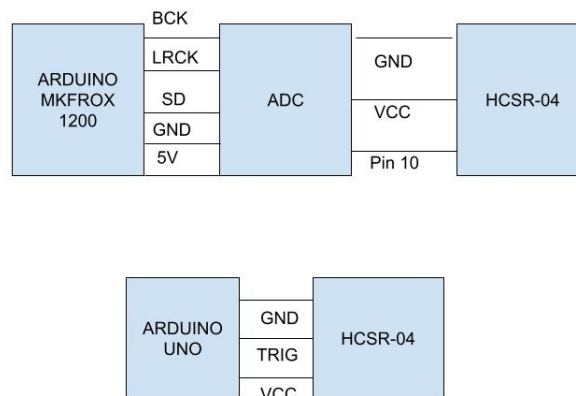 BCK
LRCK
SD
GND
5V
ARDUINO
MKFROX
1200
ADC
GND
VCC
Pin 10
HCSR-04
ARDUINO
UNO
GND
TRIG
VCC
HCSR-04